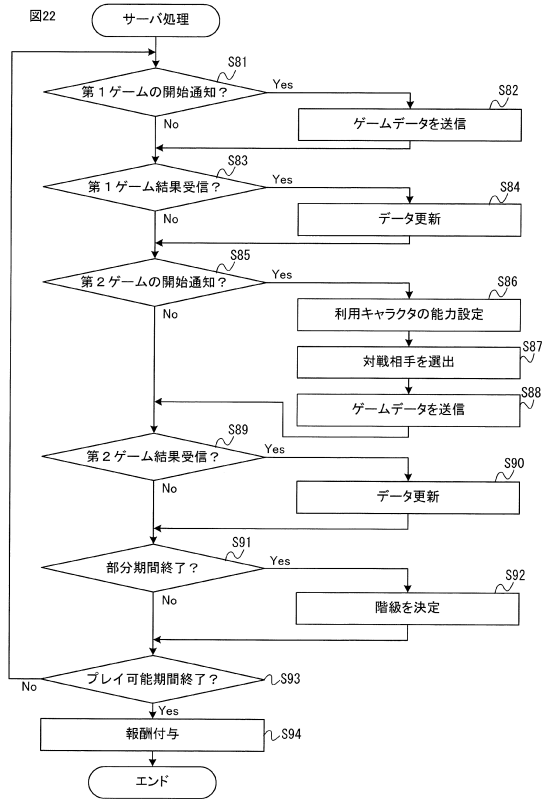 図22
サーバ処理
S81
第1ゲームの開始通知?
Yes
No
S82
ゲームデータを送信
S83
第1ゲーム結果受信?
Yes
No
S84
データ更新
S85
第2ゲームの開始通知?
Yes
No
S86
利用キャラクタの能力設定
S87
対戦相手を選出
S88
ゲームデータを送信
S89
第2ゲーム結果受信?
Yes
No
S90
データ更新
S91
部分期間終了?
Yes
No
S92
階級を決定
プレイ可能期間終了?
S93
No
Yes
報酬付与
S94
エンド